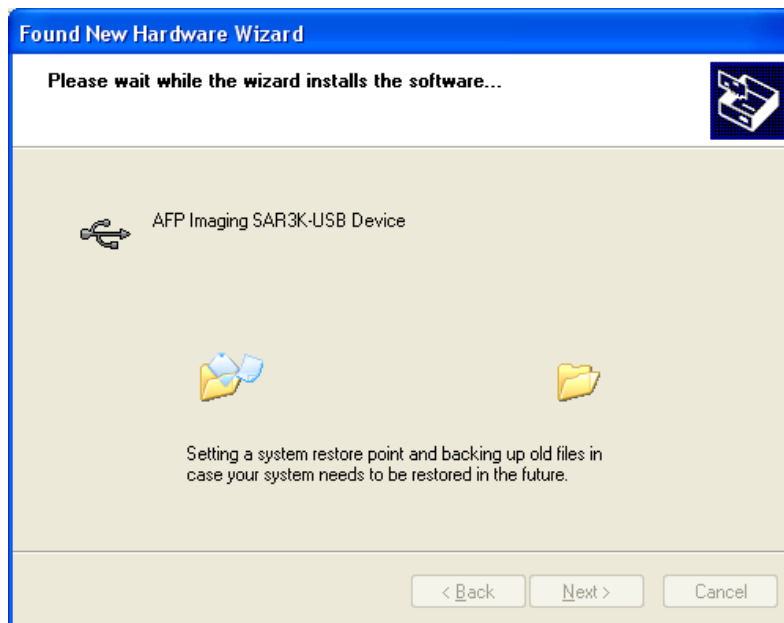 Found New Hardware Wizard
Please wait while the wizard installs the software...
AFP Imaging SAR3K-USB Device
Setting a system restore point and backing up old files in
case your system needs to be restored in the future.
< Back
Next >
Cancel